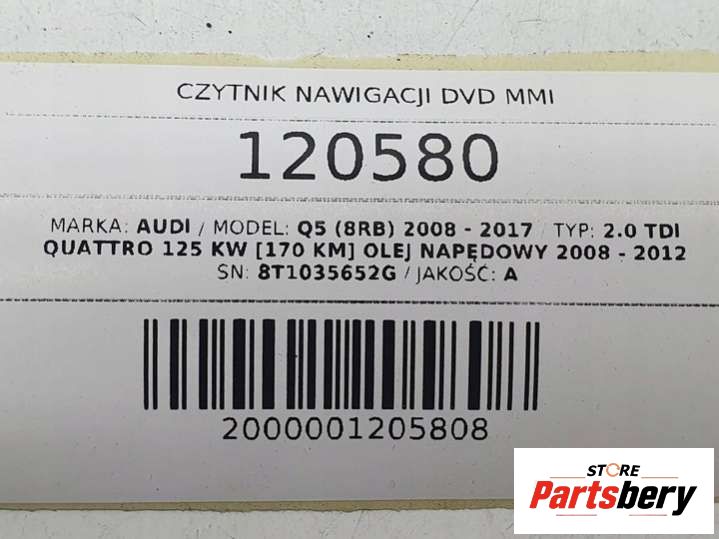 CZYTNIK NAWIGACJI DVD MMI
120580
MARKA: AUDI / MODEL: Q5 (8RB) 2008 - 2017 / TYP: 2.0 TDI
QUATTRO 125 KW [170 KM] OLEJ NAPĘDOWY 2008 - 2012
SN: 8T1035652G / JAKOŚĆ: A
2000001205808
STORE
Partsbery